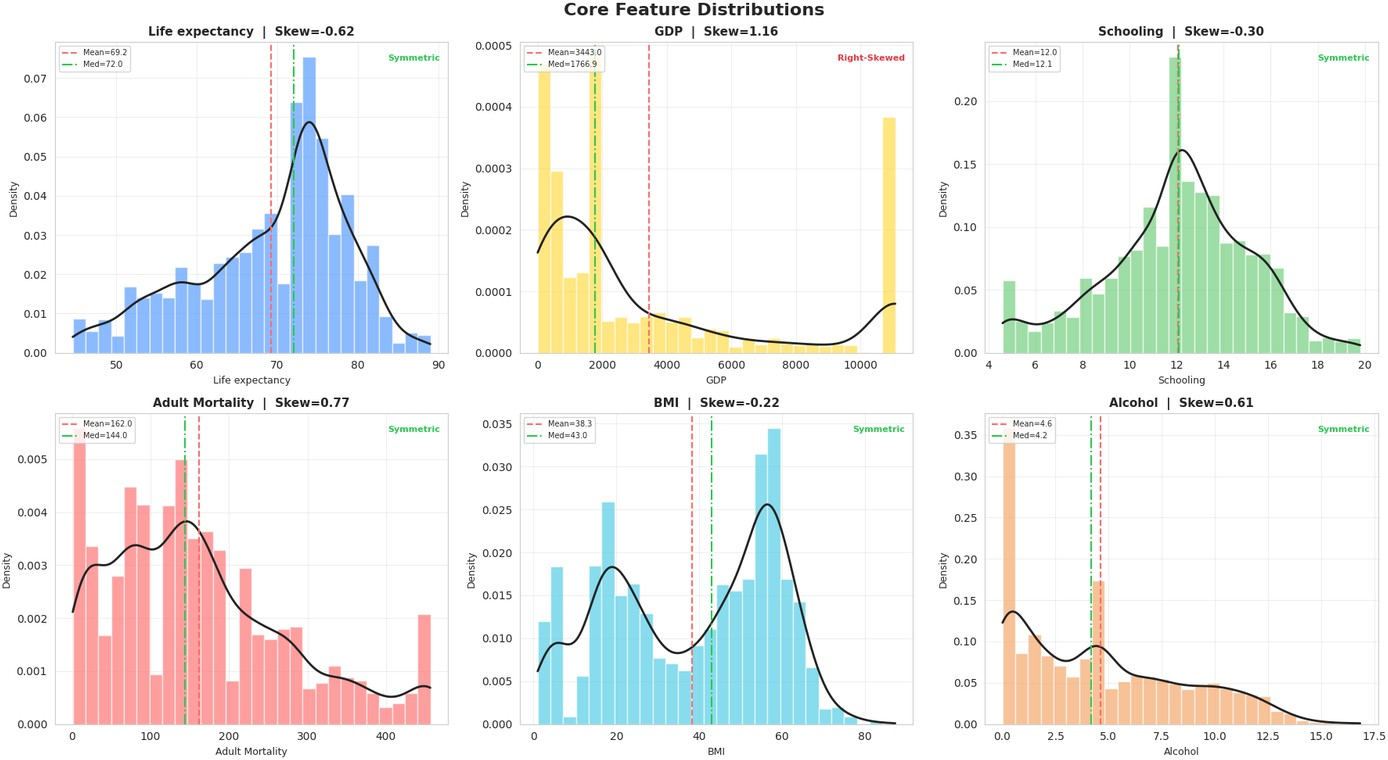 Core Feature Distributions
Life expectancy | Skew=-0.62
Mean=69.2
Med=72.0
Symmetric
Density
0.07
0.06
0.05
0.04
0.03
0.02
0.01
0.00
50 60 70 80 90
Life expectancy
GDP | Skew=1.16
Mean=3443.0
Med=1766.9
Right-Skewed
Density
0.0005
0.0004
0.0003
0.0002
0.0001
0.0000
0 2000 4000 6000 8000 10000
GDP
Schooling | Skew=-0.30
Mean=12.0
Med=12.1
Symmetric
Density
0.20
0.15
0.10
0.05
0.00
4 6 8 10 12 14 16 18 20
Schooling
Adult Mortality | Skew=0.77
Mean=162.0
Med=144.0
Symmetric
Density
0.005
0.004
0.003
0.002
0.001
0.000
0 100 200 300 400
Adult Mortality
BMI | Skew=-0.22
Mean=38.3
Med=43.0
Symmetric
Density
0.035
0.030
0.025
0.020
0.015
0.010
0.005
0.000
0 20 40 60 80
BMI
Alcohol | Skew=0.61
Mean=4.6
Med=4.2
Symmetric
Density
0.35
0.30
0.25
0.20
0.15
0.10
0.05
0.00
0.0 2.5 5.0 7.5 10.0 12.5 15.0 17.5
Alcohol